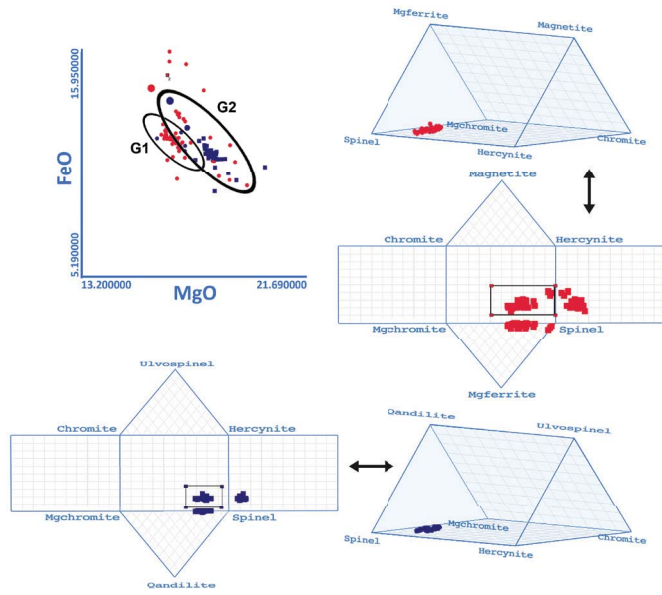 15.950000
FeO
5.190000
G1
G2
13.200000
MgO
21.690000
Mgferrite
Magnetite
Mgchromite
Spinel
Chromite
Hercynite
Magnetite
Chromite
Hercynite
Mgchromite
Spinel
Mgferrite
Ulvospinel
Chromite
Hercynite
Mgchromite
Spinel
Qandilite
Qandilite
Ulvospinel
Mgchromite
Spinel
Chromite
Hercynite